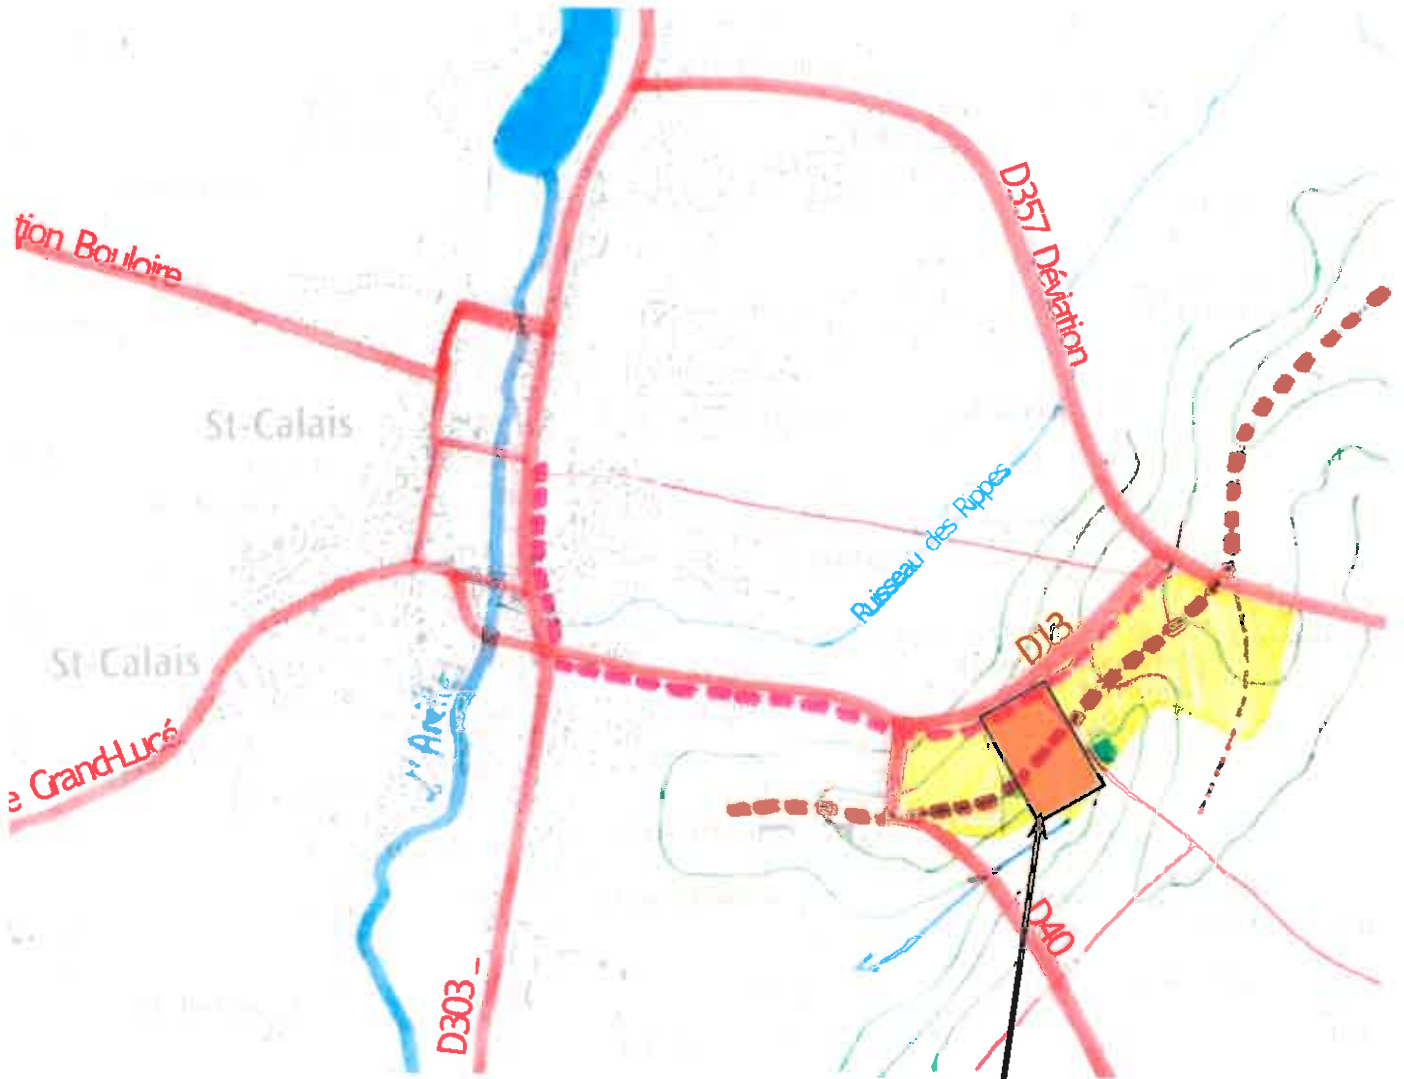 D357 Déviation
tion Bouloire
St-Calais
Ruisseau des Rippes
D13
St-Calais
e Grand-Lucé
D40
D303